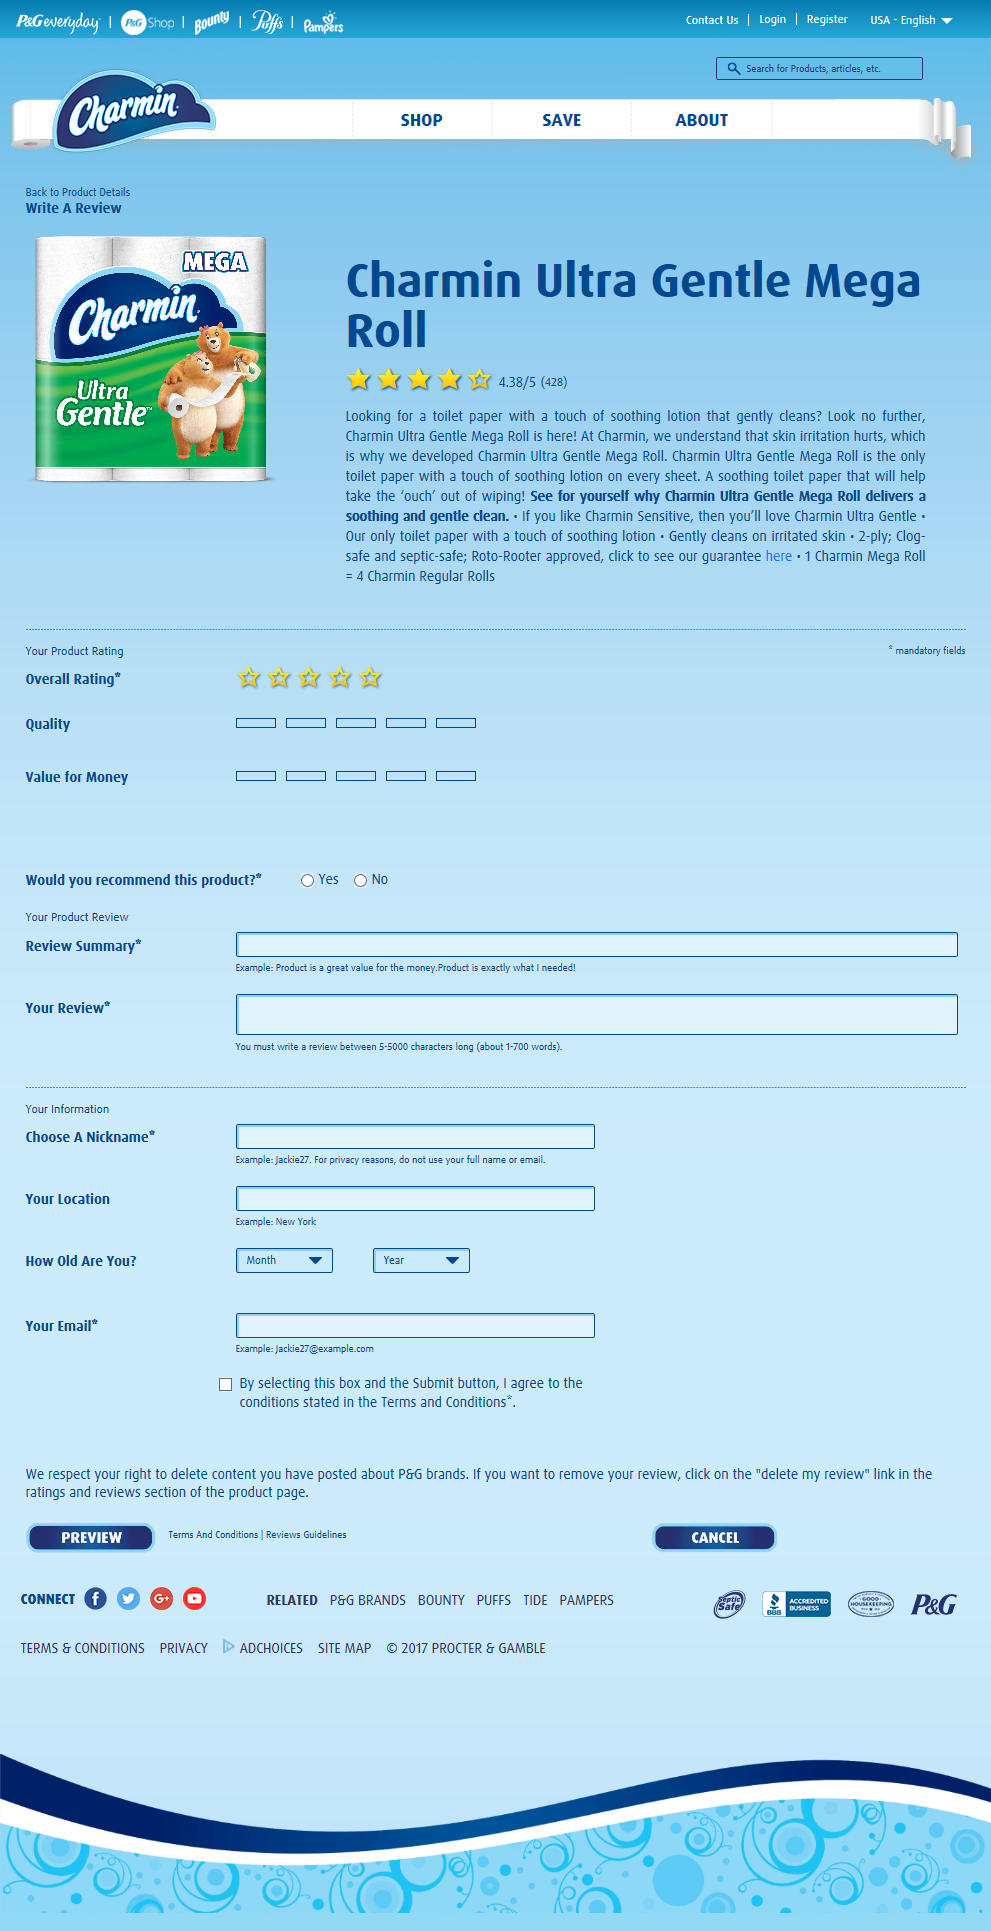 P&G everyday | P&G Shop | Bounty | Puffs | Pampers
Contact Us | Login | Register USA - English
Search for Products, articles, etc.
Charmin
SHOP SAVE ABOUT
Back to Product Details
Write A Review
MEGA
Charmin
Ultra
Gentle™
Charmin Ultra Gentle Mega
Roll
4.38/5 (428)
Looking for a toilet paper with a touch of soothing lotion that gently cleans? Look no further,
Charmin Ultra Gentle Mega Roll is here! At Charmin, we understand that skin irritation hurts, which
is why we developed Charmin Ultra Gentle Mega Roll. Charmin Ultra Gentle Mega Roll is the only
toilet paper with a touch of soothing lotion on every sheet. A soothing toilet paper that will help
take the ‘ouch’ out of wiping! See for yourself why Charmin Ultra Gentle Mega Roll delivers a
soothing and gentle clean. • If you like Charmin Sensitive, then you’ll love Charmin Ultra Gentle •
Our only toilet paper with a touch of soothing lotion • Gently cleans on irritated skin • 2-ply; Clog-
safe and septic-safe; Roto-Rooter approved, click to see our guarantee here • 1 Charmin Mega Roll
= 4 Charmin Regular Rolls
Your Product Rating
* mandatory fields
Overall Rating*
Quality
Value for Money
Would you recommend this product?* Yes No
Your Product Review
Review Summary*
Example: Product is a great value for the money.Product is exactly what I needed!
Your Review*
You must write a review between 5-5000 characters long (about 1-700 words).
Your Information
Choose A Nickname*
Example: Jackie27. For privacy reasons, do not use your full name or email.
Your Location
Example: New York
How Old Are You? Month Year
Your Email*
Example: Jackie27@example.com
By selecting this box and the Submit button, I agree to the
conditions stated in the Terms and Conditions*.
We respect your right to delete content you have posted about P&G brands. If you want to remove your review, click on the "delete my review" link in the
ratings and reviews section of the product page.
PREVIEW Terms And Conditions | Reviews Guidelines CANCEL
CONNECT f G+ RELATED P&G BRANDS BOUNTY PUFFS TIDE PAMPERS
Septic Safe
BBB ACCREDITED BUSINESS
GOOD HOUSEKEEPING
P&G
TERMS & CONDITIONS PRIVACY ADCHOICES SITE MAP © 2017 PROCTER & GAMBLE